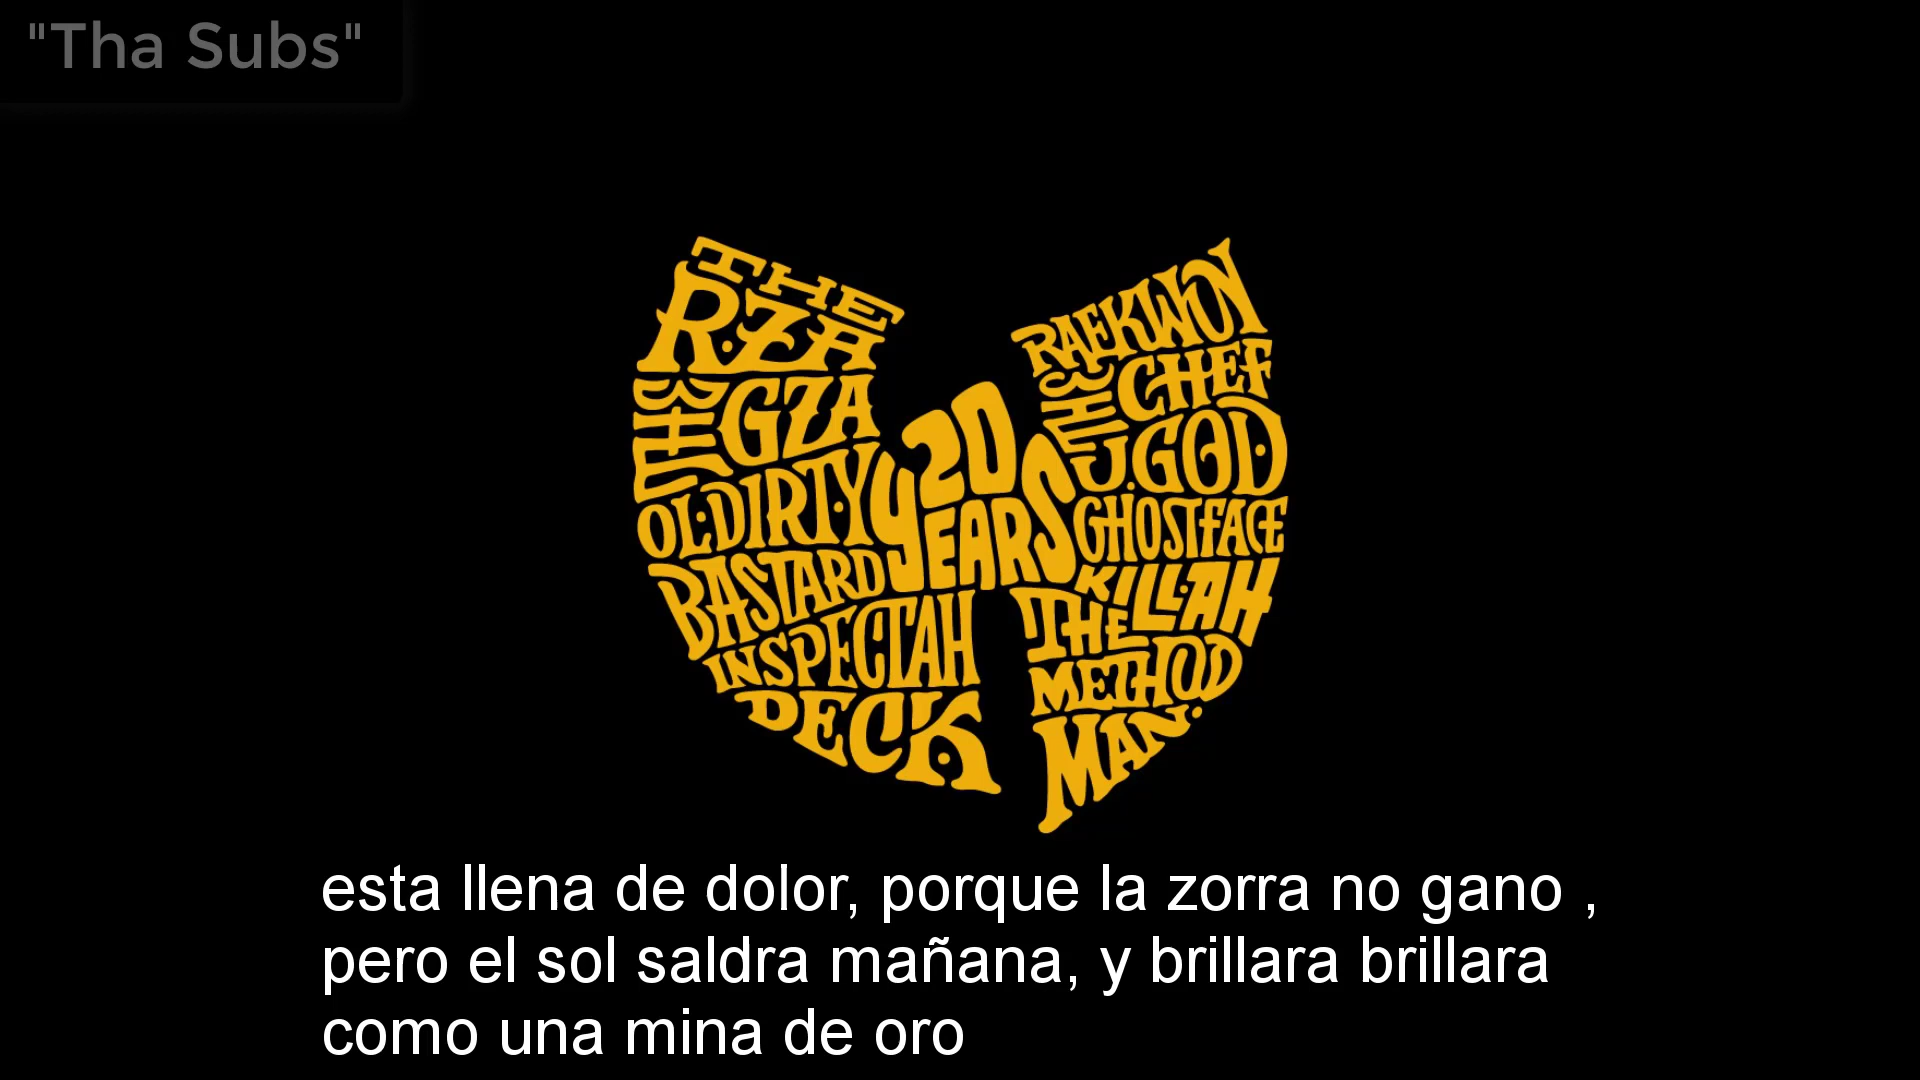 "Tha Subs"
THE
RZA
THE
GZA
OL DIRTY
BASTARD
INSPECTAH
DECK
20
YEARS
RAEKWON
THE
CHEF
U.GOD
GHOSTFACE
KILLAH
THE
METHOD
MAN
esta llena de dolor, porque la zorra no gano ,
pero el sol saldra mañana, y brillara brillara
como una mina de oro